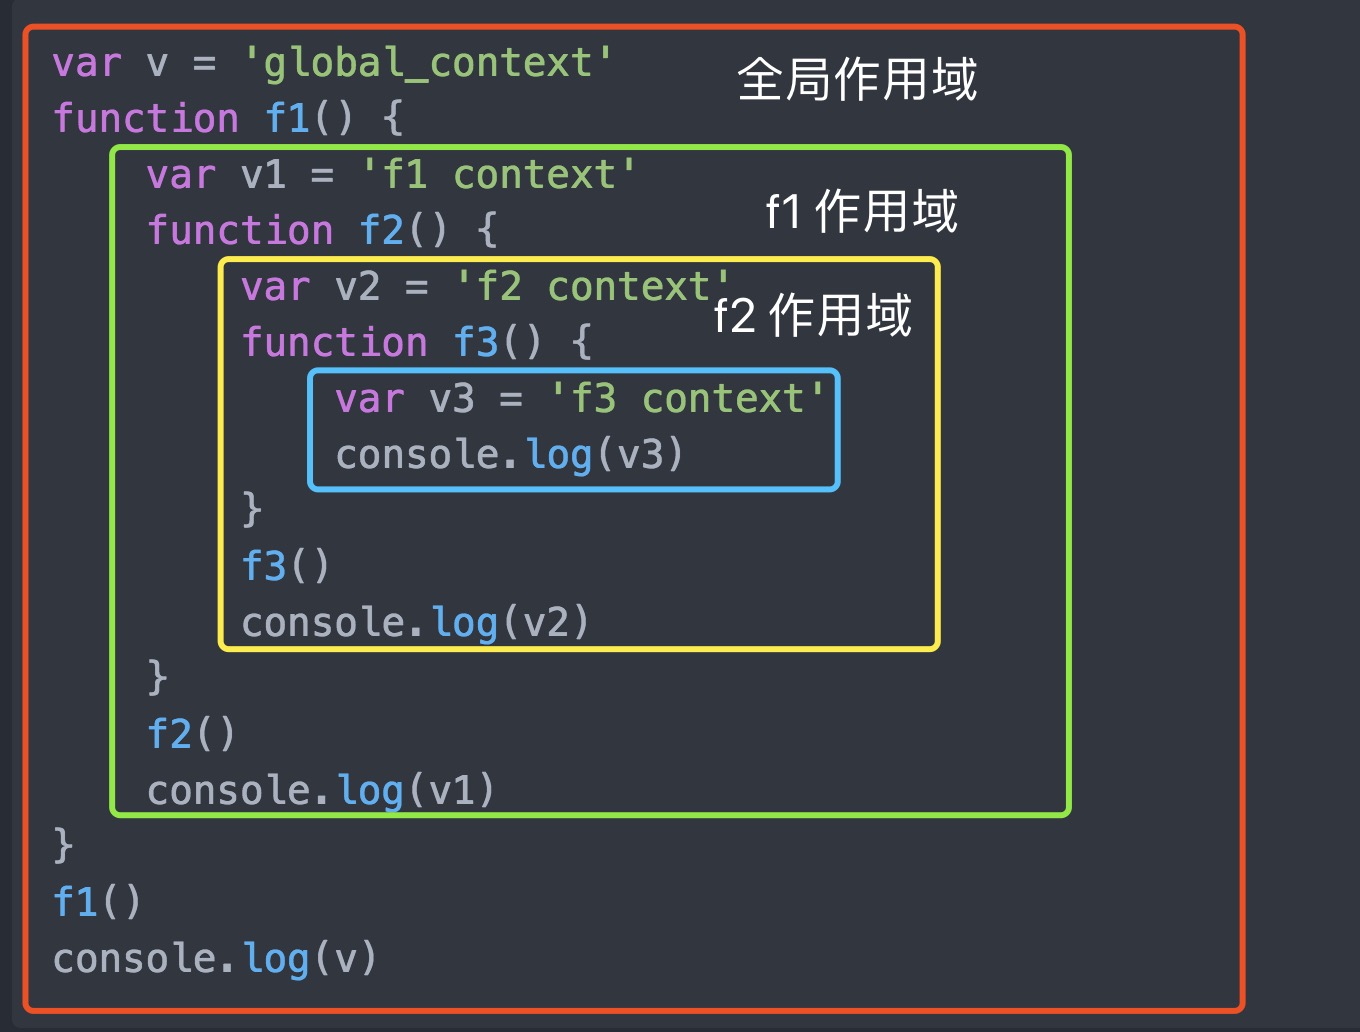 var v = 'global_context'
全局作用域
function f1() {
var v1 = 'f1 context'
f1 作用域
function f2() {
var v2 = 'f2 context'
f2 作用域
function f3() {
var v3 = 'f3 context'
console.log(v3)
}
f3()
console.log(v2)
}
f2()
console.log(v1)
}
f1()
console.log(v)